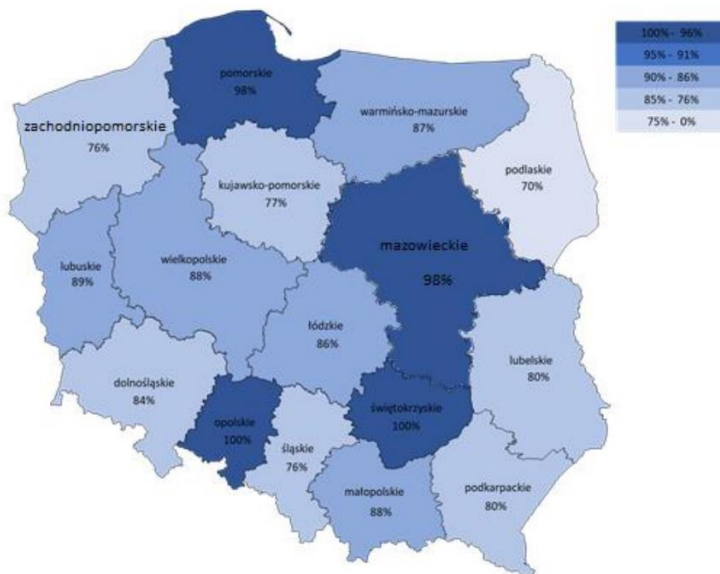 100% - 96%
95% - 91%
90% - 86%
85% - 76%
75% - 0%
pomorskie
98%
warmińsko-mazurskie
87%
zachodniopomorskie
76%
podlaskie
70%
kujawsko-pomorskie
77%
mazowieckie
98%
lubuskie
89%
wielkopolskie
88%
łódzkie
86%
lubelskie
80%
dolnośląskie
84%
opolskie
100%
świętokrzyskie
100%
śląskie
76%
małopolskie
88%
podkarpackie
80%